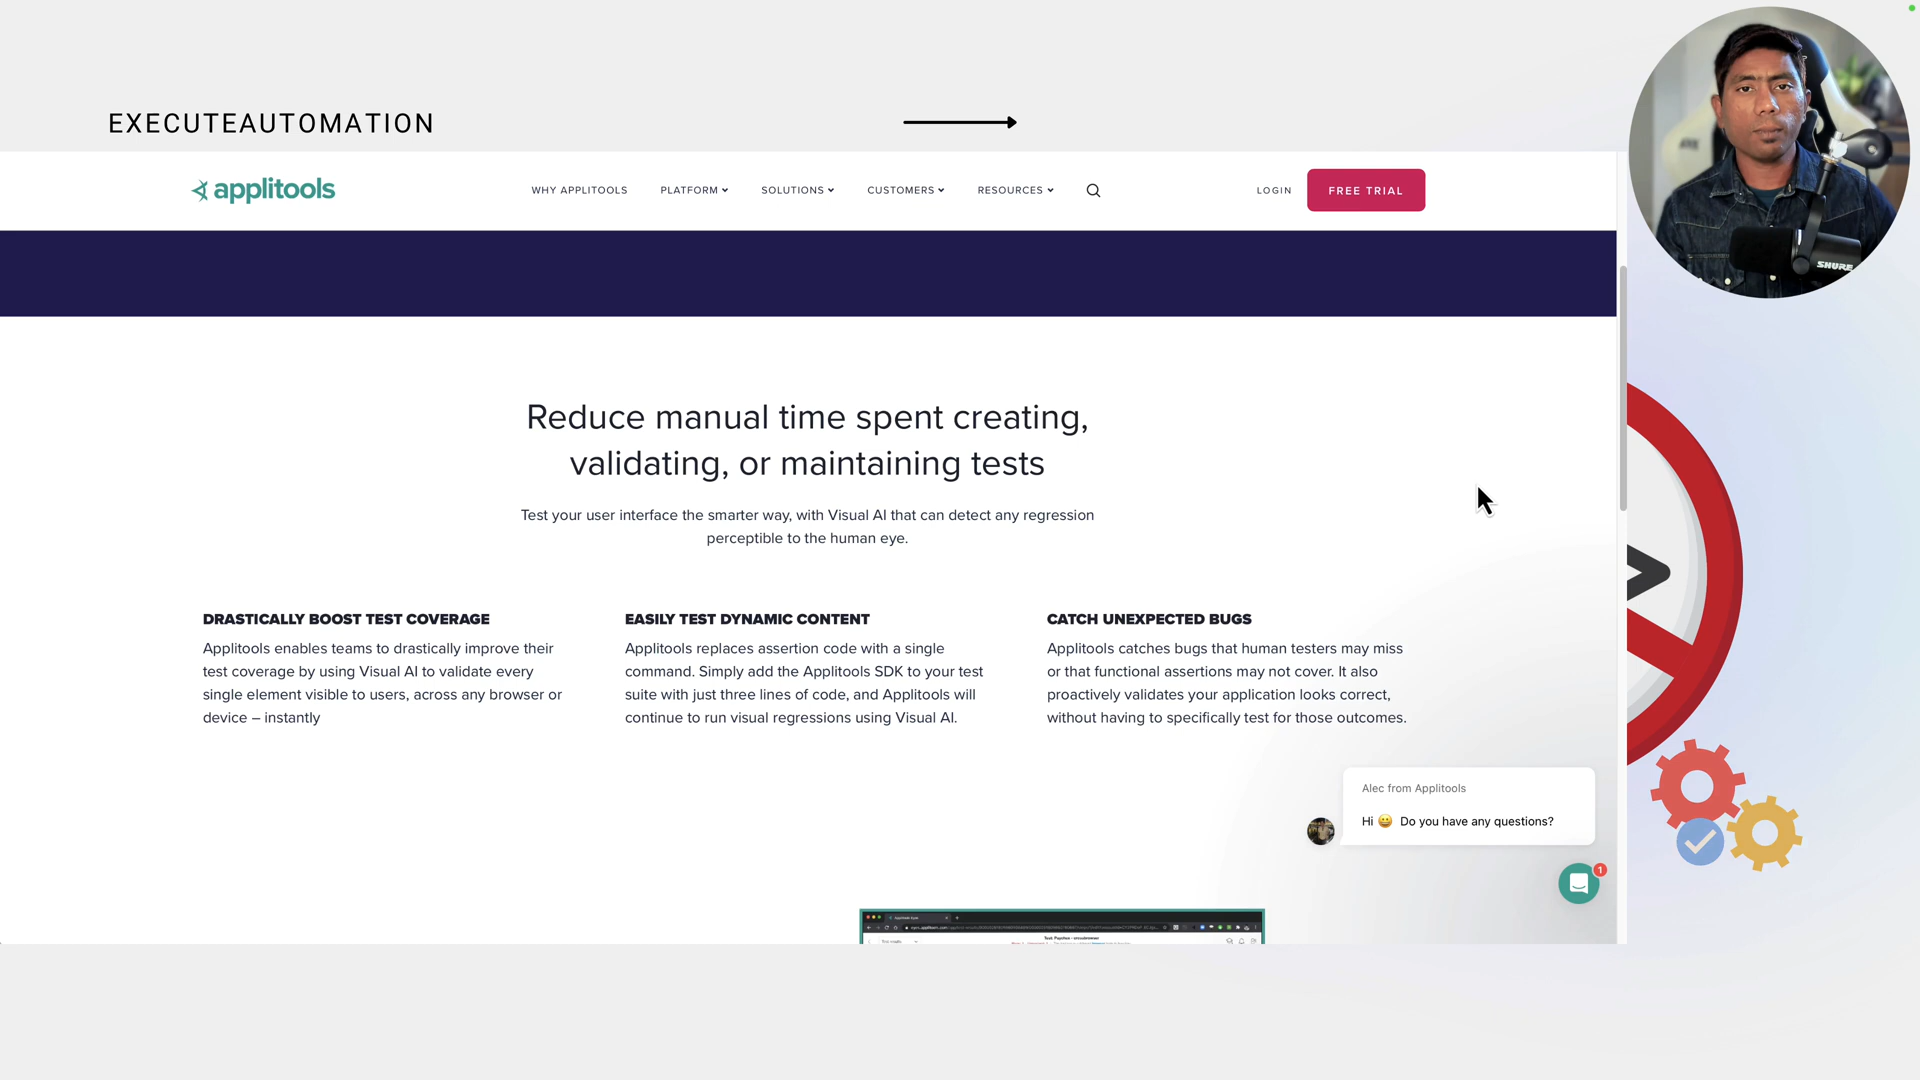 EXECUTEAUTOMATION
applitools
WHY APPLITOOLS
PLATFORM
SOLUTIONS
CUSTOMERS
RESOURCES
LOGIN
FREE TRIAL
SHURE
Reduce manual time spent creating,
validating, or maintaining tests
Test your user interface the smarter way, with Visual AI that can detect any regression
perceptible to the human eye.
DRASTICALLY BOOST TEST COVERAGE
Applitools enables teams to drastically improve their
test coverage by using Visual AI to validate every
single element visible to users, across any browser or
device – instantly
EASILY TEST DYNAMIC CONTENT
Applitools replaces assertion code with a single
command. Simply add the Applitools SDK to your test
suite with just three lines of code, and Applitools will
continue to run visual regressions using Visual AI.
CATCH UNEXPECTED BUGS
Applitools catches bugs that human testers may miss
or that functional assertions may not cover. It also
proactively validates your application looks correct,
without having to specifically test for those outcomes.
Alec from Applitools
Hi 😀 Do you have any questions?
1